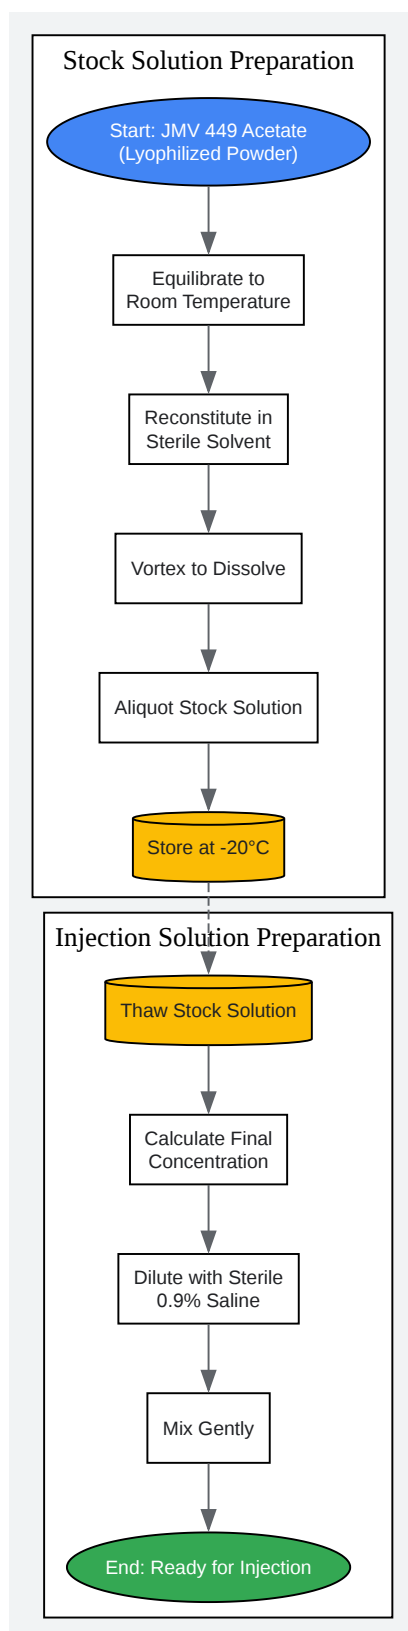 Stock Solution Preparation
Start: JMV 449 Acetate
(Lyophilized Powder)
Equilibrate to
Room Temperature
Reconstitute in
Sterile Solvent
Vortex to Dissolve
Aliquot Stock Solution
Store at -20°C
Injection Solution Preparation
Thaw Stock Solution
Calculate Final
Concentration
Dilute with Sterile
0.9% Saline
Mix Gently
End: Ready for Injection